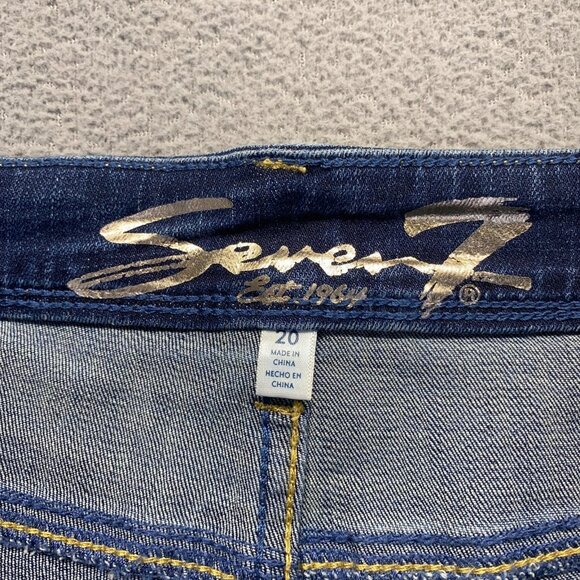 Seven7
Est. 1964
®
20
MADE IN
CHINA
HECHO EN
CHINA